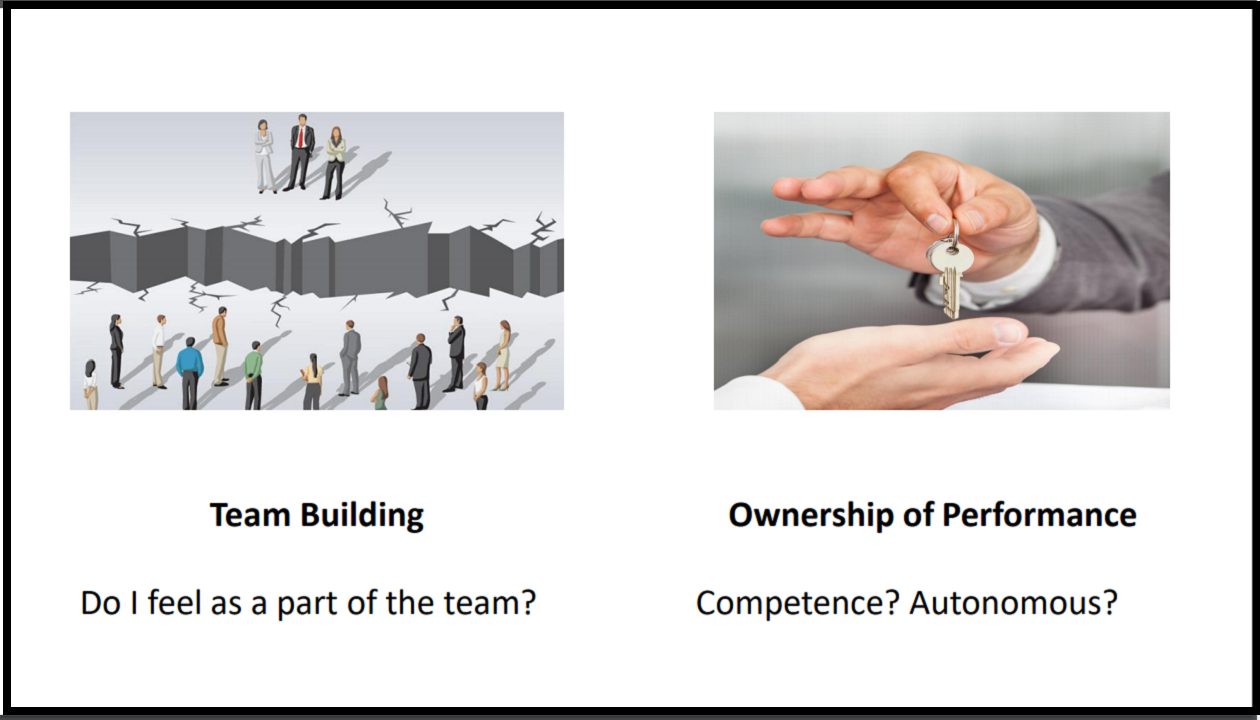 Team Building
Ownership of Performance
Do I feel as a part of the team?
Competence? Autonomous?